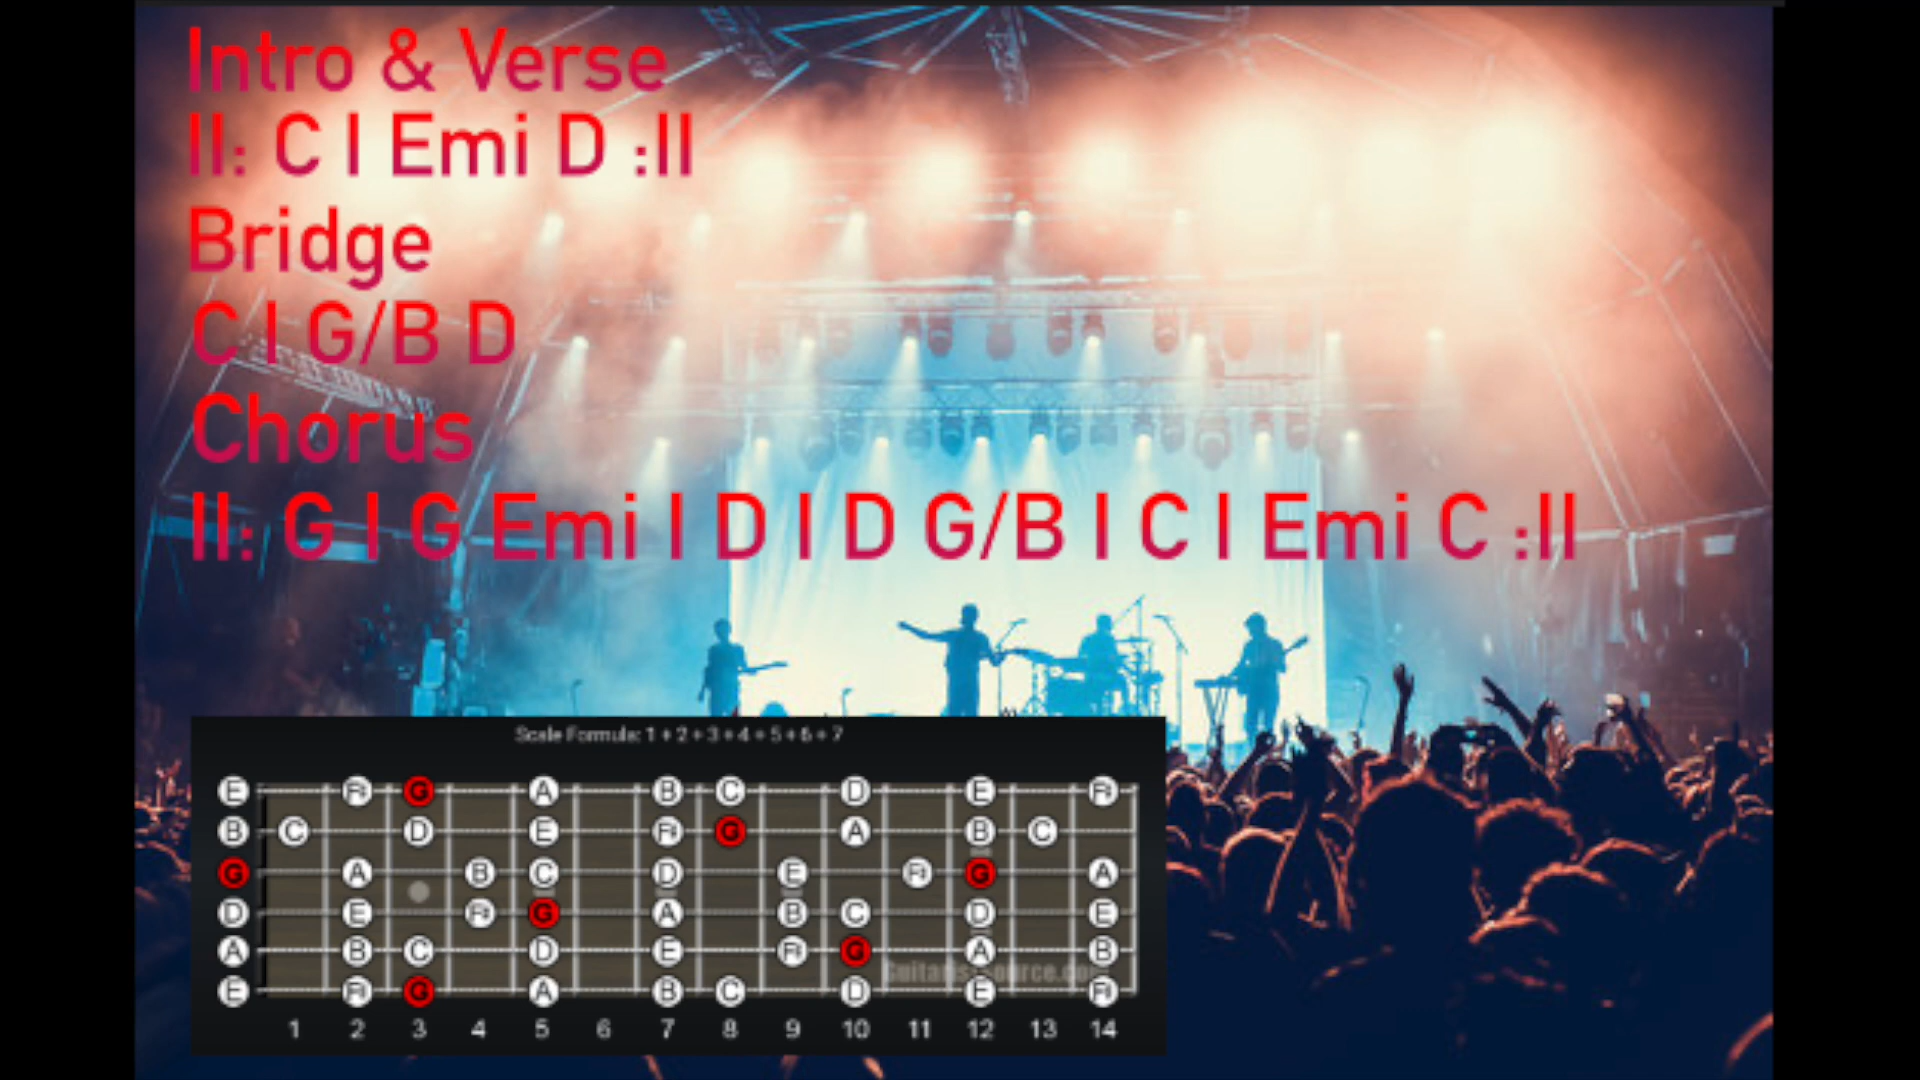 Intro & Verse
II: C I Emi D :II
Bridge
C I G/B D
Chorus
II: G I G Emi I D I D G/B I C I Emi C :II
Scale Formula: 1 + 2 + 3 + 4 + 5 + 6 + 7
E F# G A B C D E F#
B C D E F# G A B C
G A B C D E F# G A
D E F# G A B C D E
A B C D E F# G A B
E F# G A B C D E F#
1 2 3 4 5 6 7 8 9 10 11 12 13 14